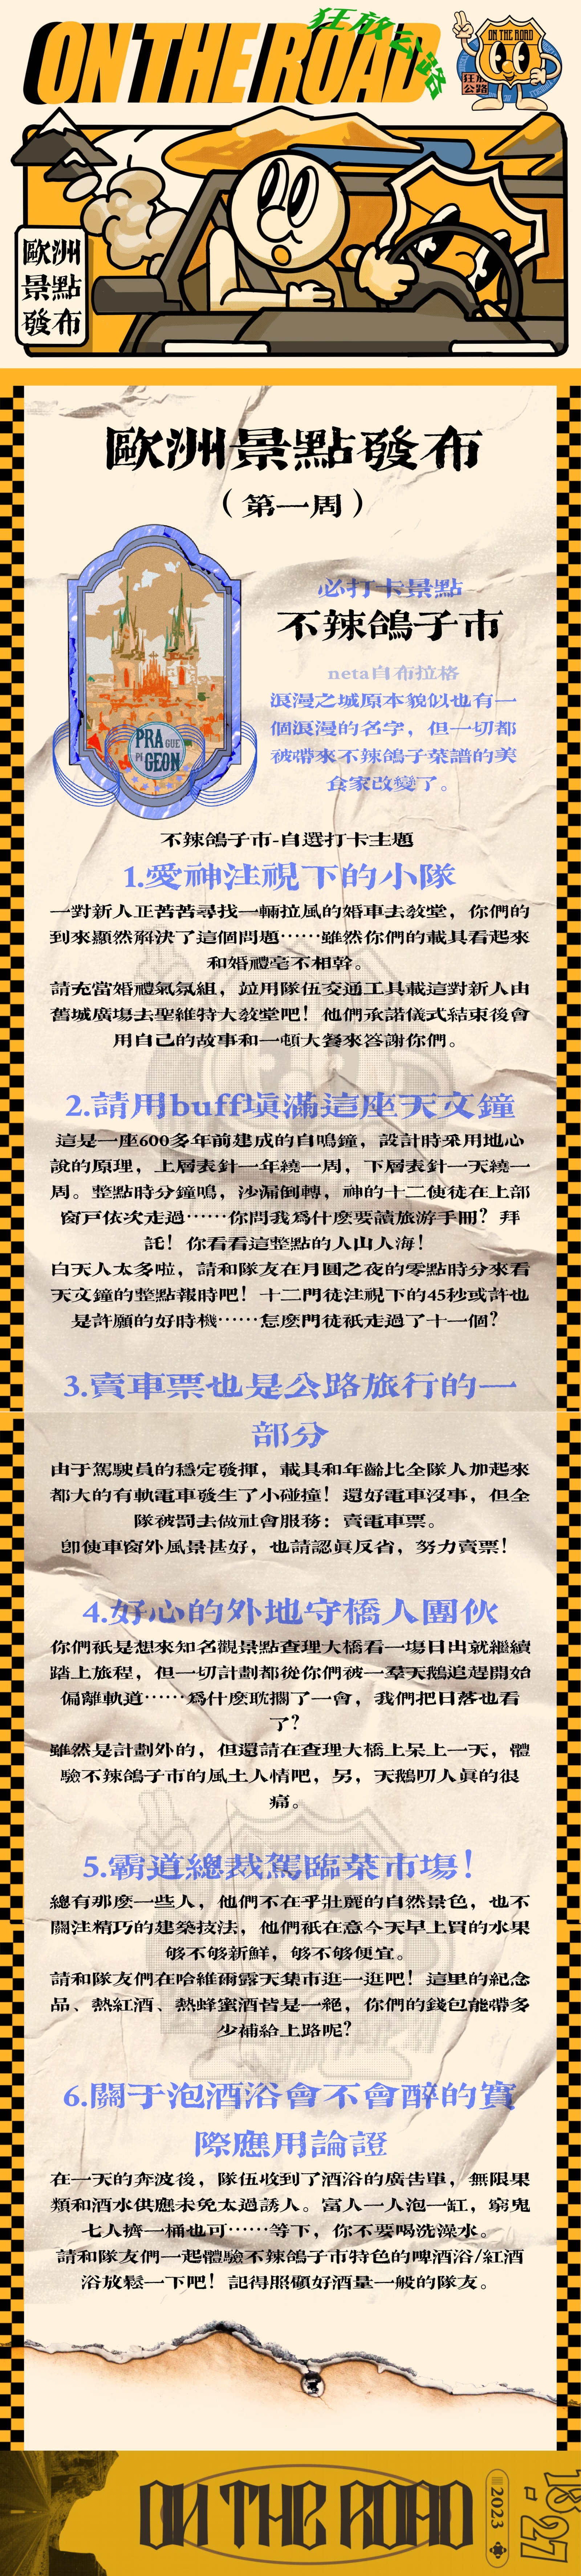 ON THE ROAD
狂放公路
ON THE ROAD
狂放
公路
歐洲
景點
發布
歐洲景點發布
（第一周）
必打卡景點
不辣鴿子市
neta自布拉格
浪漫之城原本貌似也有一
個浪漫的名字，但一切都
被帶來不辣鴿子菜譜的美
食家改變了。
PRAGUE
PIGEON
不辣鴿子市-自選打卡主題
1.愛神注視下的小隊
一對新人正苦苦尋找一輛拉風的婚車去教堂，你們的
到來顯然解決了這個問題……雖然你們的載具看起來
和婚禮毫不相幹。
請充當婚禮氣氛組，並用隊伍交通工具載這對新人由
舊城廣場去聖維特大教堂吧！他們承諾儀式結束後會
用自己的故事和一頓大餐來答謝你們。
2.請用buff填滿這座天文鐘
這是一座600多年前建成的自鳴鐘，設計時采用地心
說的原理，上層表針一年繞一周，下層表針一天繞一
周。整點時分鐘鳴，沙漏倒轉，神的十二使徒在上部
窗戸依次走過……你問我爲什麼要讀旅游手冊？拜
託！你看看這整點的人山人海！
白天人太多啦，請和隊友在月圓之夜的零點時分來看
天文鐘的整點報時吧！十二門徒注視下的45秒或許也
是許願的好時機……怎麼門徒祇走過了十一個？
3.賣車票也是公路旅行的一
部分
由于駕駛員的穩定發揮，載具和年齡比全隊人加起來
都大的有軌電車發生了小碰撞！還好電車沒事，但全
隊被罰去做社會服務：賣電車票。
即使車窗外風景甚好，也請認眞反省，努力賣票！
4.好心的外地守橋人團伙
你們祇是想來知名觀景點查理大橋看一場日出就繼續
踏上旅程，但一切計劃都從你們被一羣天鵝追趕開始
偏離軌道……爲什麼耽擱了一會，我們把日落也看
了？
雖然是計劃外的，但還請在查理大橋上呆上一天，體
驗不辣鴿子市的風土人情吧，另，天鵝叨人眞的很
痛。
5.霸道總裁駕臨菜市場！
總有那麼一些人，他們不在乎壯麗的自然景色，也不
關注精巧的建築技法，他們祇在意今天早上買的水果
够不够新鮮，够不够便宜。
請和隊友們在哈維爾露天集市逛一逛吧！這里的紀念
品、熱紅酒、熱蜂蜜酒皆是一絕，你們的錢包能帶多
少補給上路呢？
6.關于泡酒浴會不會醉的實
際應用論證
在一天的奔波後，隊伍收到了酒浴的廣告單，無限果
類和酒水供應未免太過誘人。富人一人泡一缸，窮鬼
七人擠一桶也可……等下，你不要喝洗澡水。
請和隊友們一起體驗不辣鴿子市特色的啤酒浴/紅酒
浴放鬆一下吧！記得照顧好酒量一般的隊友。
ON THE ROAD
2023
18-27